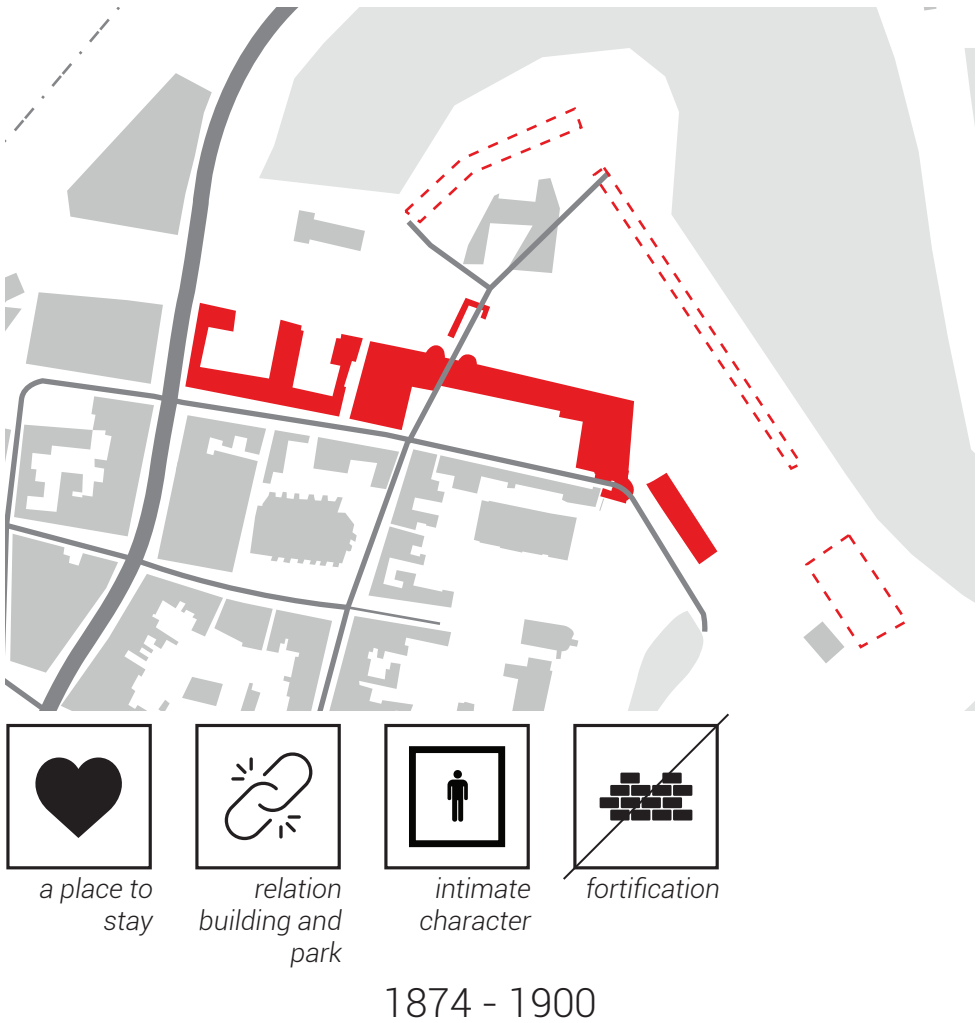 a place to
stay
relation
building and
park
intimate
character
fortification
1874 - 1900